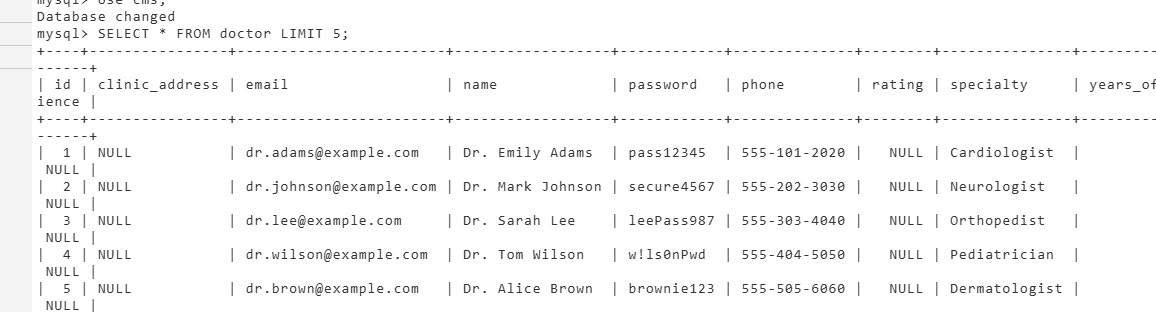 mysql> use cms;
Database changed
mysql> SELECT * FROM doctor LIMIT 5;
+----+----------------+-------------------------+------------------+-------------+--------------+--------+---------------+---------
------+
| id | clinic_address | email                   | name             | password    | phone        | rating | specialty     | years_of
ience |
+----+----------------+-------------------------+------------------+-------------+--------------+--------+---------------+---------
------+
|  1 | NULL           | dr.adams@example.com    | Dr. Emily Adams  | pass12345   | 555-101-2020 |   NULL | Cardiologist  |
 NULL |
|  2 | NULL           | dr.johnson@example.com  | Dr. Mark Johnson | secure4567  | 555-202-3030 |   NULL | Neurologist   |
 NULL |
|  3 | NULL           | dr.lee@example.com      | Dr. Sarah Lee    | leePass987  | 555-303-4040 |   NULL | Orthopedist   |
 NULL |
|  4 | NULL           | dr.wilson@example.com   | Dr. Tom Wilson   | w!ls0nPwd   | 555-404-5050 |   NULL | Pediatrician  |
 NULL |
|  5 | NULL           | dr.brown@example.com    | Dr. Alice Brown  | brownie123  | 555-505-6060 |   NULL | Dermatologist |
 NULL |